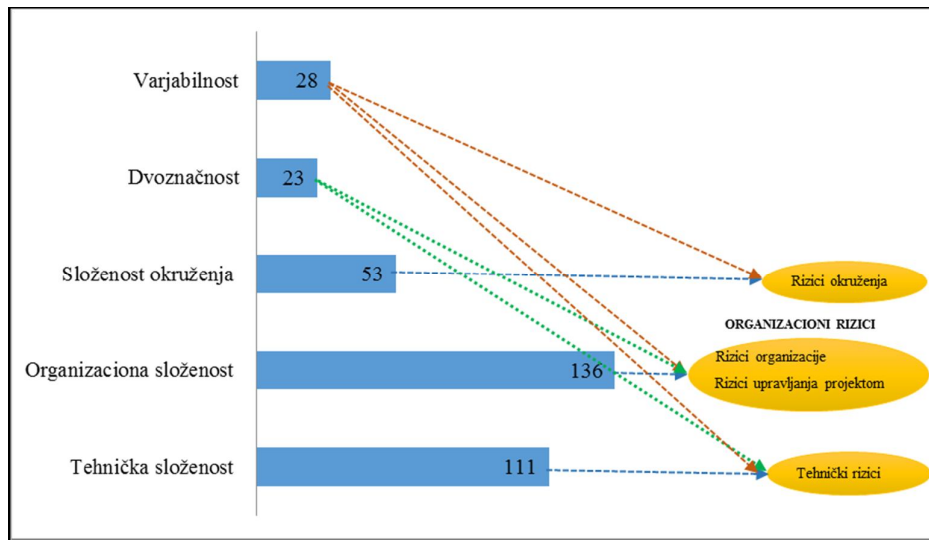 Varjabilnost
28
Dvoznačnost
23
Složenost okruženja
53
Rizici okruženja
ORGANIZACIONI RIZICI
Organizaciona složenost
136
Rizici organizacije
Rizici upravljanja projektom
Tehnička složenost
111
Tehnički rizici